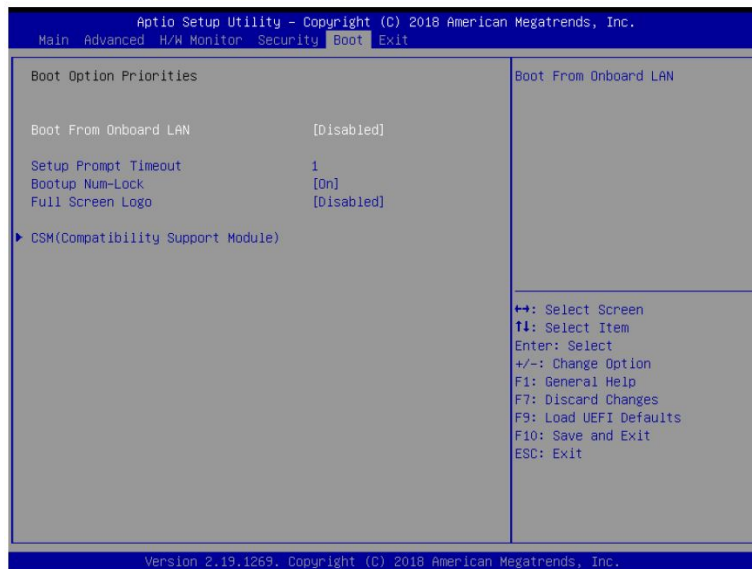 Aptio Setup Utility – Copyright (C) 2018 American Megatrends, Inc.
Main Advanced H/W Monitor Security Boot Exit
Boot Option Priorities
Boot From Onboard LAN [Disabled]
Setup Prompt Timeout 1
Bootup Num-Lock [On]
Full Screen Logo [Disabled]
CSM(Compatibility Support Module)
Boot From Onboard LAN
↔: Select Screen
↑↓: Select Item
Enter: Select
+/-: Change Option
F1: General Help
F7: Discard Changes
F9: Load UEFI Defaults
F10: Save and Exit
ESC: Exit
Version 2.19.1269. Copyright (C) 2018 American Megatrends, Inc.